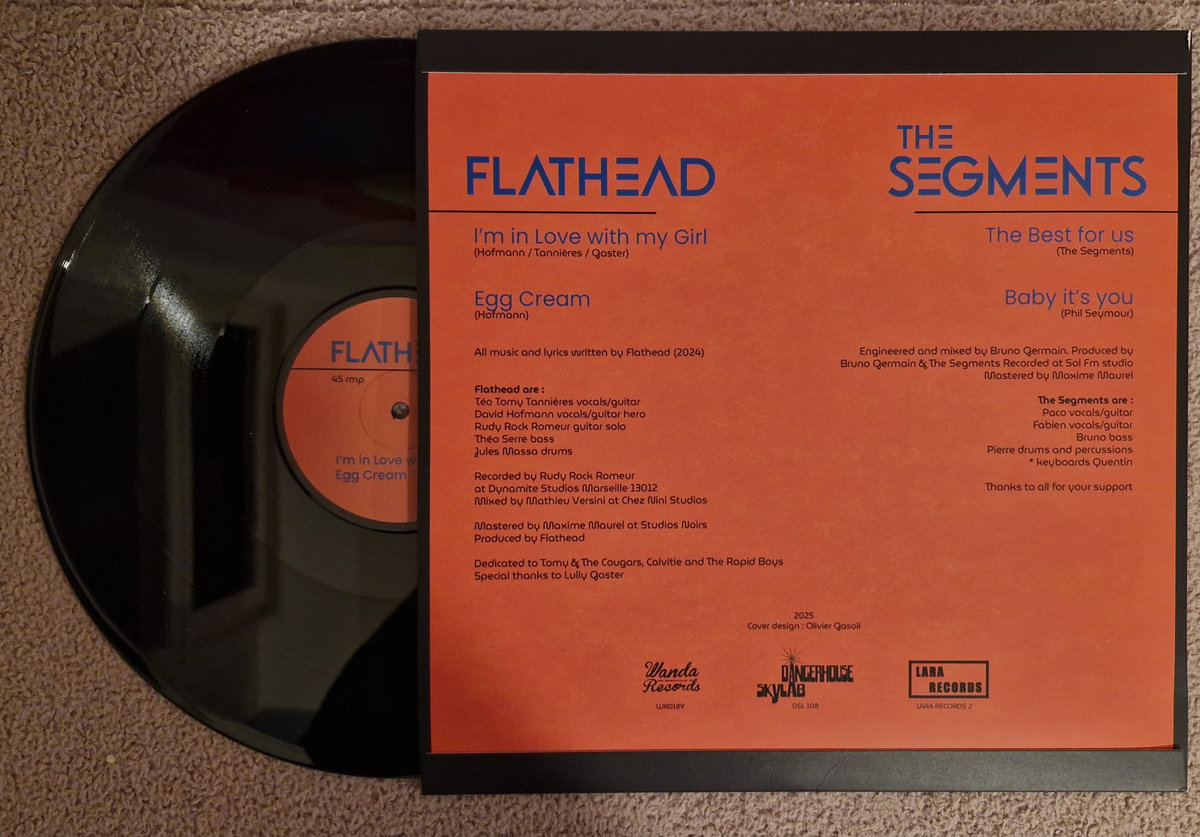 FLATHEAD
I'm in Love with my Girl
(Hofmann / Tannières / Gaster)
Egg Cream
(Hofmann)
All music and lyrics written by Flathead (2024)
Flathead are :
Téo Tomy Tannières vocals/guitar
David Hofmann vocals/guitar hero
Rudy Rock Romeur guitar solo
Théo Serre bass
Jules Massa drums
Recorded by Rudy Rock Romeur
at Dynamite Studios Marseille 13012
Mixed by Mathieu Versini at Chez Nini Studios
Mastered by Maxime Maurel at Studios Noirs
Produced by Flathead
Dedicated to Tomy & The Cougars, Calvitie and The Rapid Boys
Special thanks to Lully Gaster
THE
SEGMENTS
The Best for us
(The Segments)
Baby it's you
(Phil Seymour)
Engineered and mixed by Bruno Germain. Produced by
Bruno Germain & The Segments Recorded at Sol Fm studio
Mastered by Maxime Maurel
The Segments are :
Paco vocals/guitar
Fabien vocals/guitar
Bruno bass
Pierre drums and percussions
* keyboards Quentin
Thanks to all for your support
2025
Cover design : Olivier Gasoil
Wanda
Records
WR0189
DANGERHOUSE
SKYLAB
DSL 108
LARA
RECORDS
LARA RECORDS 2
FLATHE
45 rmp
I'm in Love w
Egg Cream